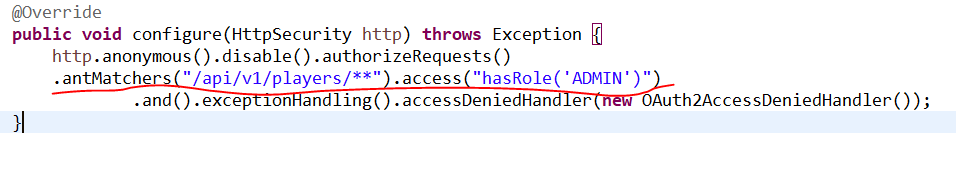 @Override
public void configure(HttpSecurity http) throws Exception {
http.anonymous().disable().authorizeRequests()
.antMatchers("/api/v1/players/**").access("hasRole('ADMIN')")
.and().exceptionHandling().accessDeniedHandler(new OAuth2AccessDeniedHandler());
}